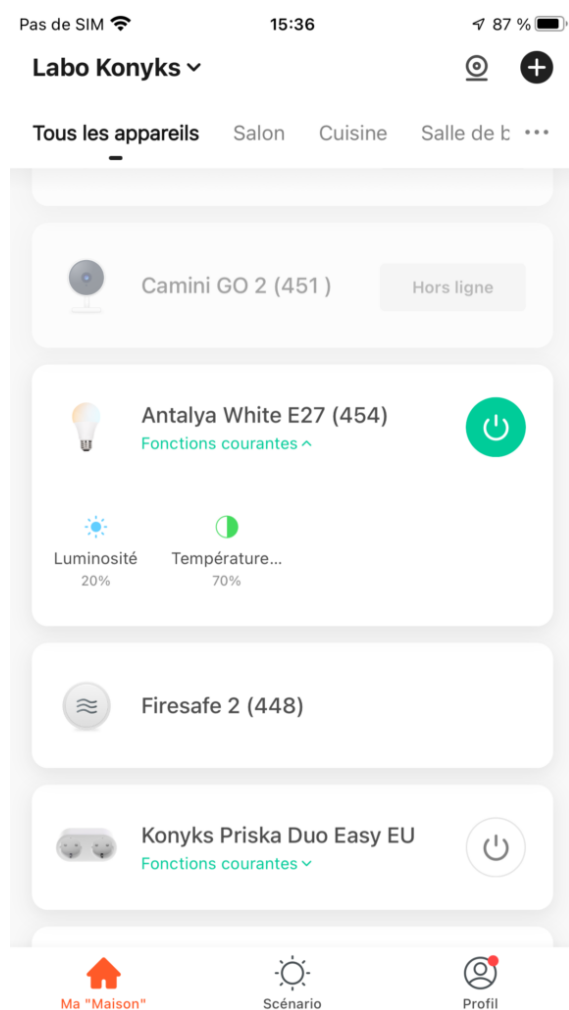 Pas de SIM 15:36 87 %
Labo Konyks
Tous les appareils Salon Cuisine Salle de b ...
Camini GO 2 (451 ) Hors ligne
Antalya White E27 (454)
Fonctions courantes
Luminosité Température...
20% 70%
Firesafe 2 (448)
Konyks Priska Duo Easy EU
Fonctions courantes
Ma "Maison" Scénario Profil